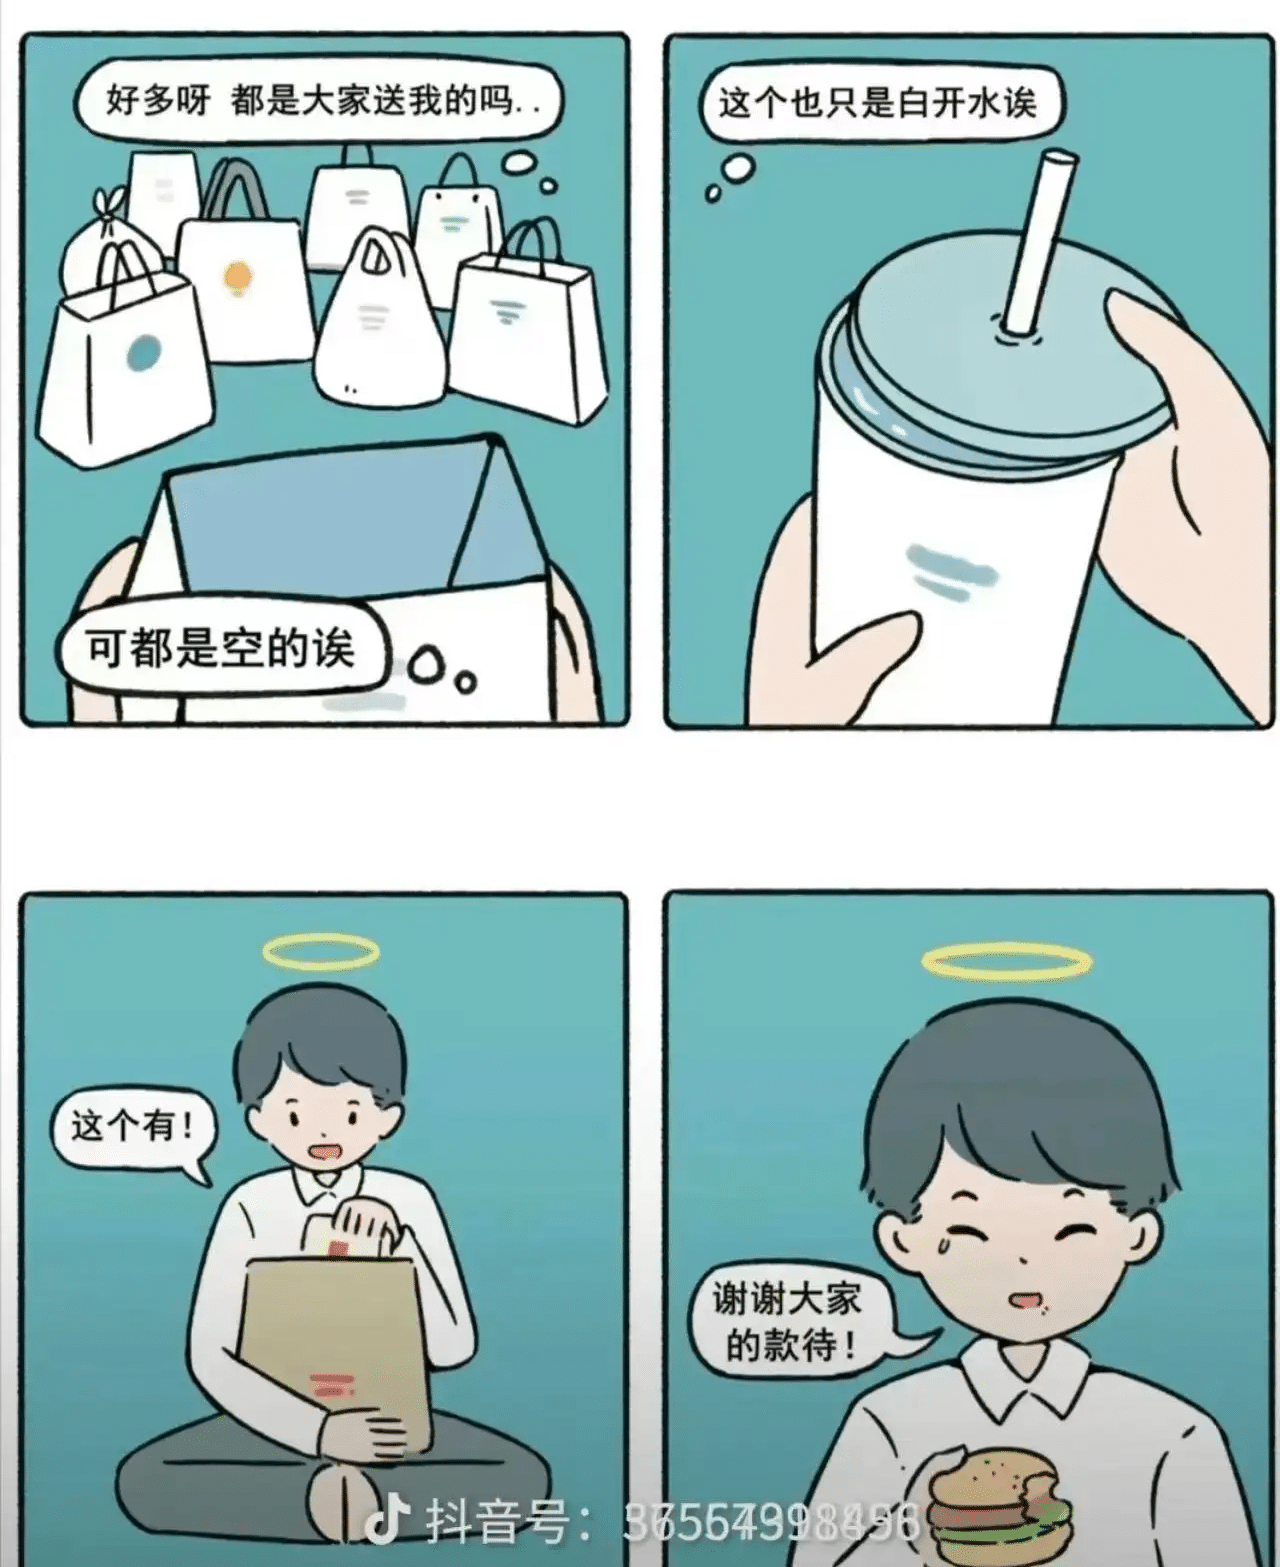 好多呀 都是大家送我的吗..
可都是空的诶
这个也只是白开水诶
这个有!
谢谢大家
的款待!
抖音号: